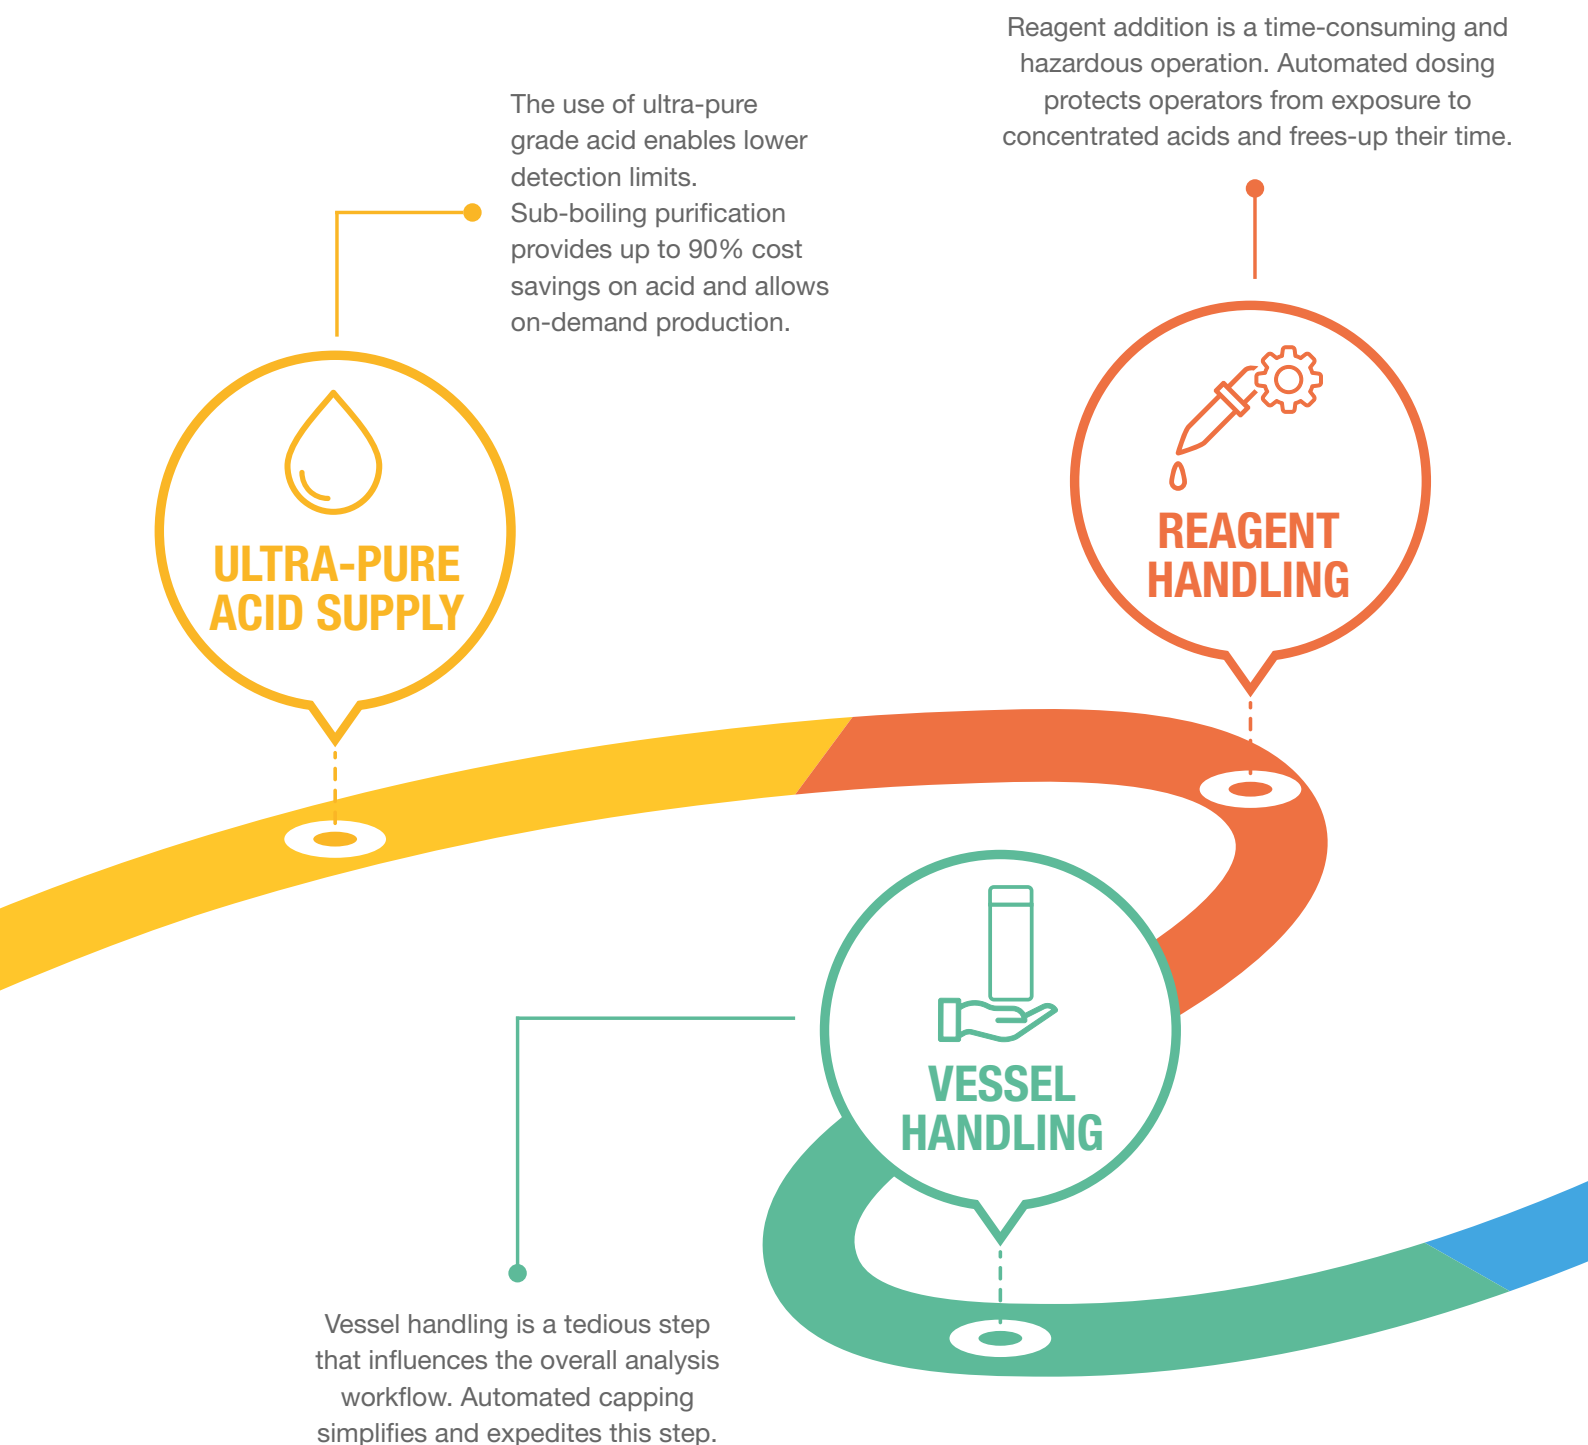 Reagent addition is a time-consuming and
hazardous operation. Automated dosing
protects operators from exposure to
concentrated acids and frees-up their time.
The use of ultra-pure
grade acid enables lower
detection limits.
Sub-boiling purification
provides up to 90% cost
savings on acid and allows
on-demand production.
ULTRA-PURE
ACID SUPPLY
REAGENT
HANDLING
VESSEL
HANDLING
Vessel handling is a tedious step
that influences the overall analysis
workflow. Automated capping
simplifies and expedites this step.